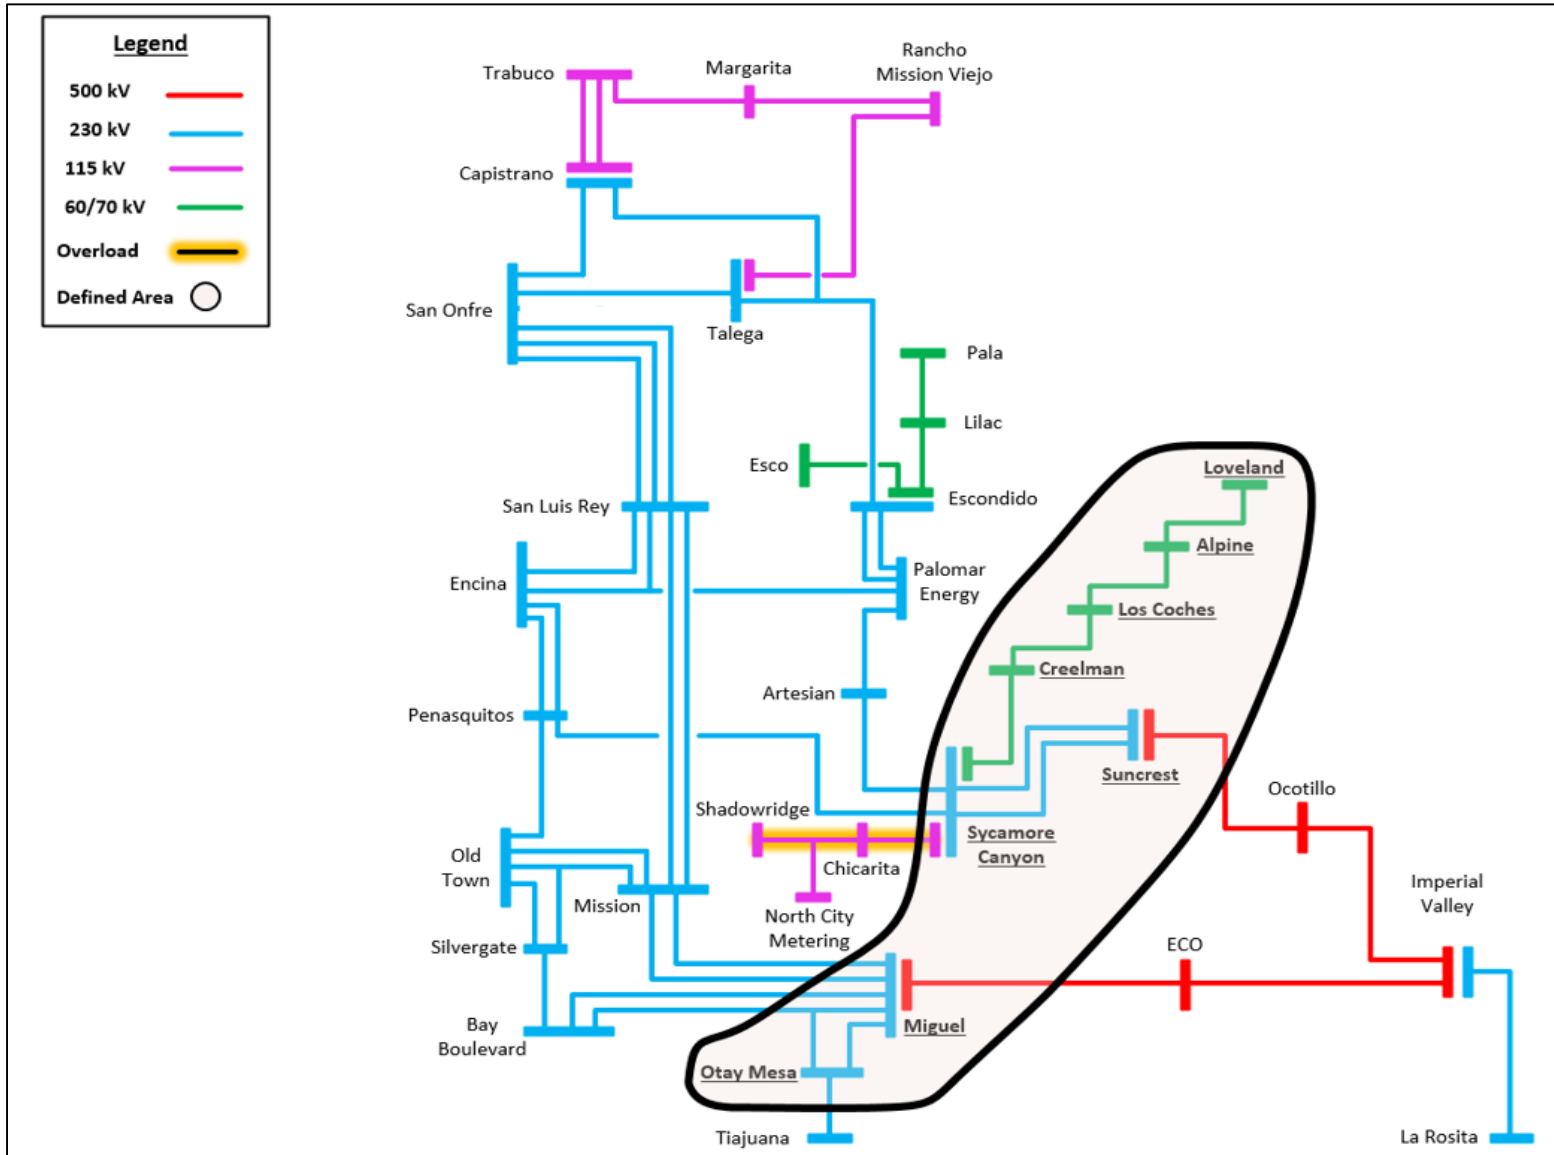 Legend
500 kV
230 kV
115 kV
60/70 kV
Overload
Defined Area
Trabuco
Margarita
Rancho
Mission Viejo
Capistrano
San Onfre
Talega
Pala
Lilac
Esco
Escondido
San Luis Rey
Encina
Palomar
Energy
Loveland
Alpine
Los Coches
Creelman
Artesian
Penasquitos
Suncrest
Ocotillo
Shadowridge
Sycamore
Canyon
Chicarita
Old
Town
Mission
North City
Metering
Imperial
Valley
Silvergate
ECO
Bay
Boulevard
Miguel
Otay Mesa
Tiajuana
La Rosita